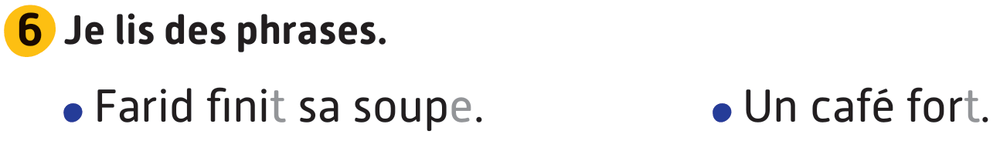 6 Je lis des phrases.
• Farid finit sa soupe. • Un café fort.